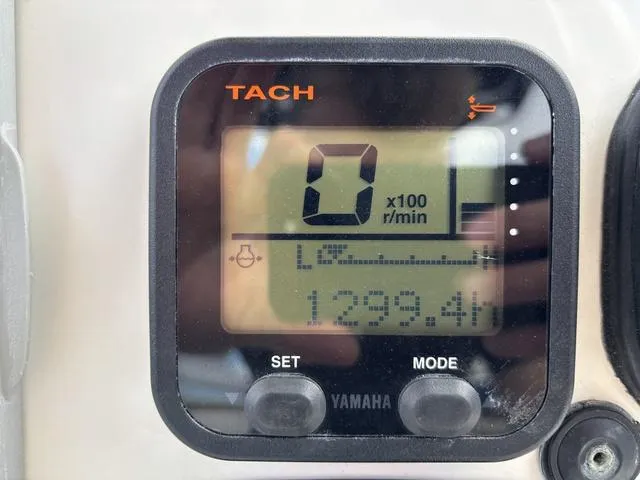 TACH
0
x100
r/min
L H
1299.4h
SET MODE
YAMAHA